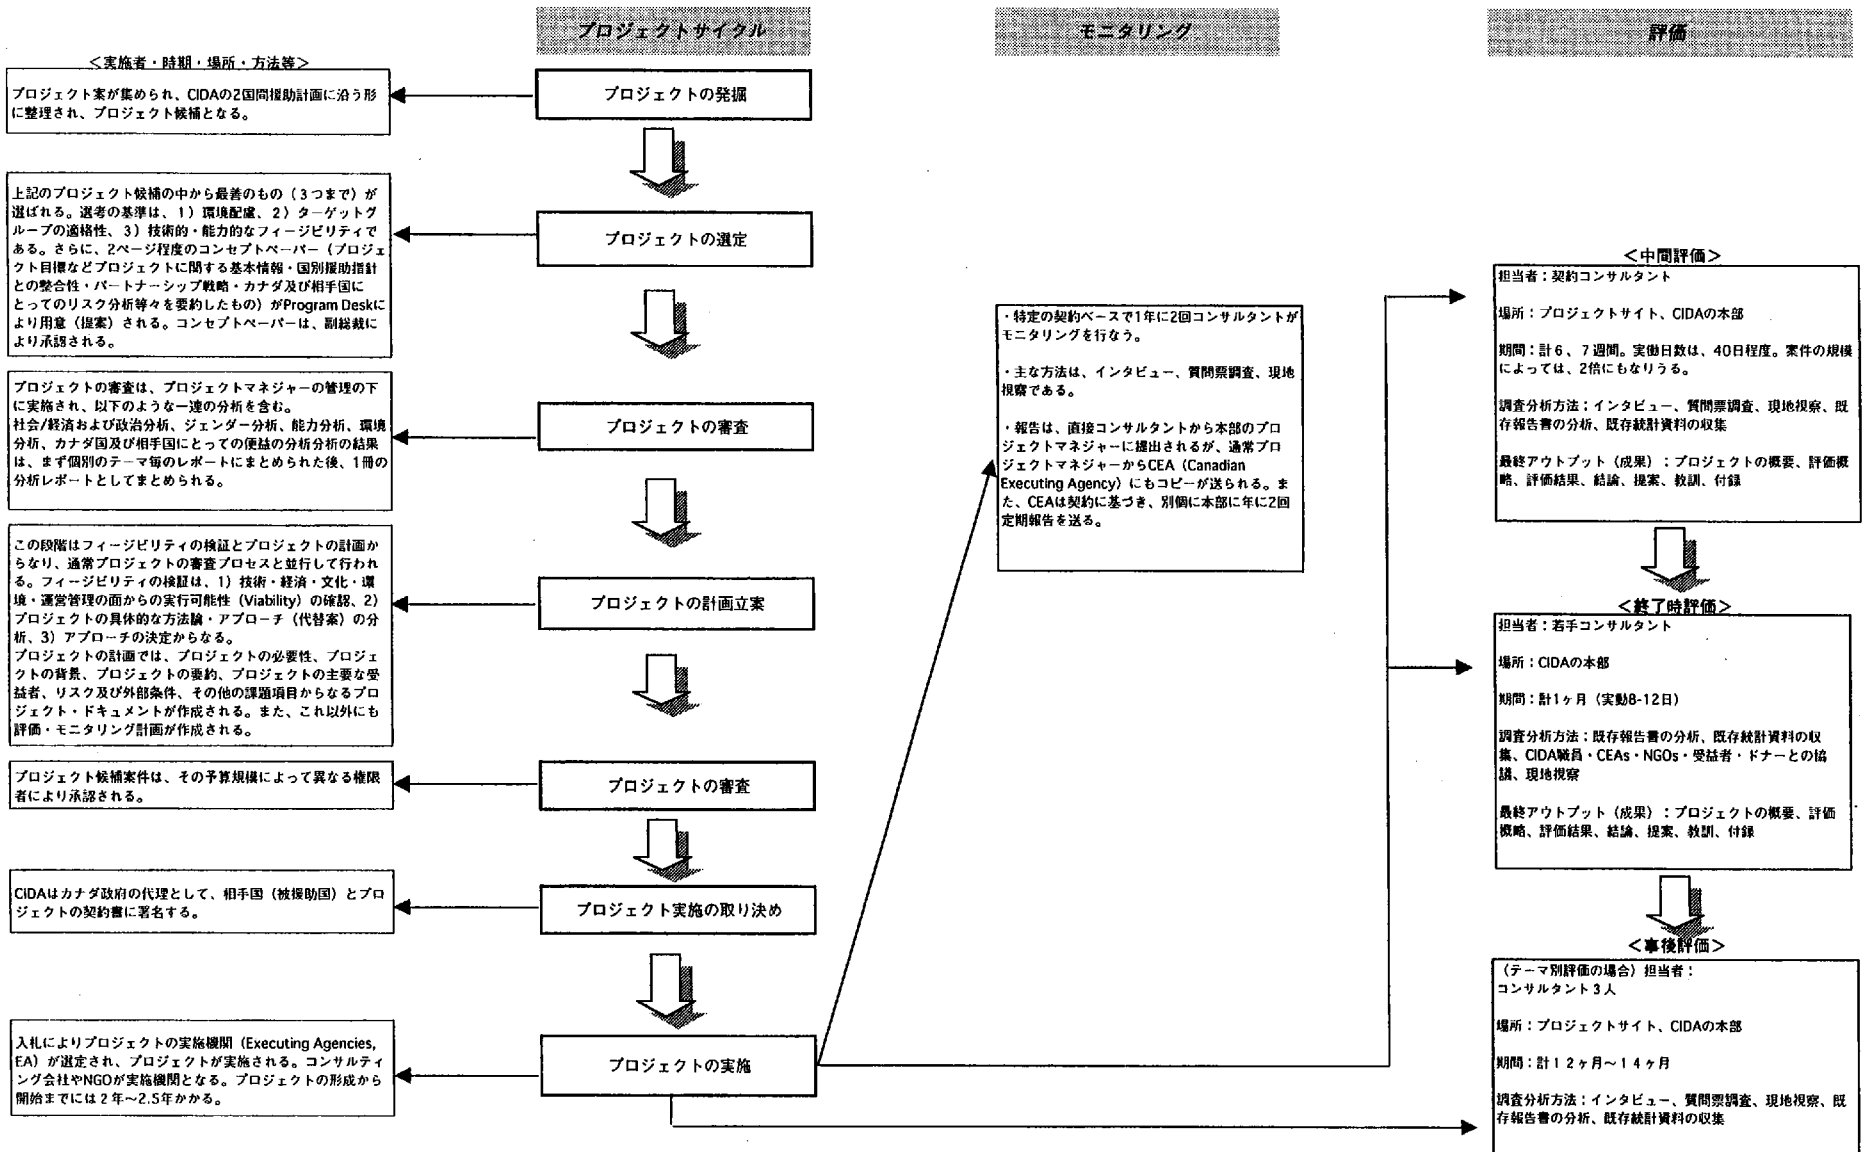 プロジェクトサイクル
モニタリング
評価
＜実施者・時期・場所・方法等＞
プロジェクト案が集められ、CIDAの2国間援助計画に沿う形
に整理され、プロジェクト候補となる。
プロジェクトの発掘
上記のプロジェクト候補の中から最善のもの（３つまで）が
選ばれる。選考の基準は、１）環境配慮、２）ターゲットグ
ループの適格性、３）技術的・能力的なフィージビリティで
ある。さらに、2ページ程度のコンセプトペーパー（プロジェ
クト目標などプロジェクトに関する基本情報・国別援助指針
との整合性・パートナーシップ戦略・カナダ及び相手国に
とってのリスク分析等々を要約したもの）がProgram Deskに
より用意（提案）される。コンセプトペーパーは、副総裁に
より承認される。
プロジェクトの選定
プロジェクトの審査は、プロジェクトマネジャーの管理の下
に実施され、以下のような一連の分析を含む。
社会/経済および政治分析、ジェンダー分析、能力分析、環境
分析、カナダ国及び相手国にとっての便益の分析分析の結果
は、まず個別のテーマ毎のレポートにまとめられた後、1冊の
分析レポートとしてまとめられる。
プロジェクトの審査
この段階はフィージビリティの検証とプロジェクトの計画か
らなり、通常プロジェクトの審査プロセスと並行して行われ
る。フィージビリティの検証は、1）技術・経済・文化・環
境・運営管理の面からの実行可能性（Viability）の確認、2）
プロジェクトの具体的な方法論・アプローチ（代替案）の分
析、3）アプローチの決定からなる。
プロジェクトの計画では、プロジェクトの必要性、プロジェ
クトの背景、プロジェクトの要約、プロジェクトの主要な受
益者、リスク及び外部条件、その他の課題項目からなるプロ
ジェクト・ドキュメントが作成される。また、これ以外にも
評価・モニタリング計画が作成される。
プロジェクトの計画立案
プロジェクト候補案件は、その予算規模によって異なる権限
者により承認される。
プロジェクトの審査
CIDAはカナダ政府の代理として、相手国（被援助国）とプロ
ジェクトの契約書に署名する。
プロジェクト実施の取り決め
入札によりプロジェクトの実施機関（Executing Agencies,
EA）が選定され、プロジェクトが実施される。コンサルティ
ング会社やNGOが実施機関となる。プロジェクトの形成から
開始までには２年～2.5年かかる。
プロジェクトの実施
・特定の契約ベースで1年に2回コンサルタントが
モニタリングを行なう。
・主な方法は、インタビュー、質問票調査、現地
視察である。
・報告は、直接コンサルタントから本部のプロ
ジェクトマネジャーに提出されるが、通常プロ
ジェクトマネジャーからCEA（Canadian
Executing Agency）にもコピーが送られる。ま
た、CEAは契約に基づき、別個に本部に年に2回
定期報告を送る。
＜中間評価＞
担当者：契約コンサルタント
場所：プロジェクトサイト、CIDAの本部
期間：計６、７週間。実働日数は、40日程度。案件の規模
によっては、2倍にもなりうる。
調査分析方法：インタビュー、質問票調査、現地視察、既
存報告書の分析、既存統計資料の収集
最終アウトプット（成果）：プロジェクトの概要、評価概
略、評価結果、結論、提案、教訓、付録
＜終了時評価＞
担当者：若手コンサルタント
場所：CIDAの本部
期間：計1ヶ月（実動8-12日）
調査分析方法：既存報告書の分析、既存統計資料の収
集、CIDA職員・CEAs・NGOs・受益者・ドナーとの協
議、現地視察
最終アウトプット（成果）：プロジェクトの概要、評価
概略、評価結果、結論、提案、教訓、付録
＜事後評価＞
（テーマ別評価の場合）担当者：
コンサルタント３人
場所：プロジェクトサイト、CIDAの本部
期間：計１２ヶ月～１４ヶ月
調査分析方法：インタビュー、質問票調査、現地視察、既
存報告書の分析、既存統計資料の収集